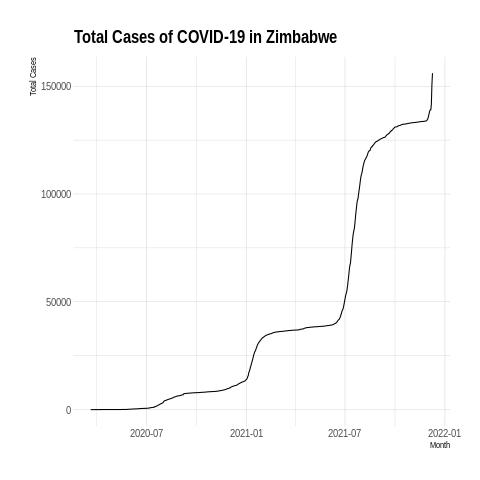 Total Cases of COVID-19 in Zimbabwe
Total Cases
150000
100000
50000
0
2020-07 2021-01 2021-07 2022-01
Month